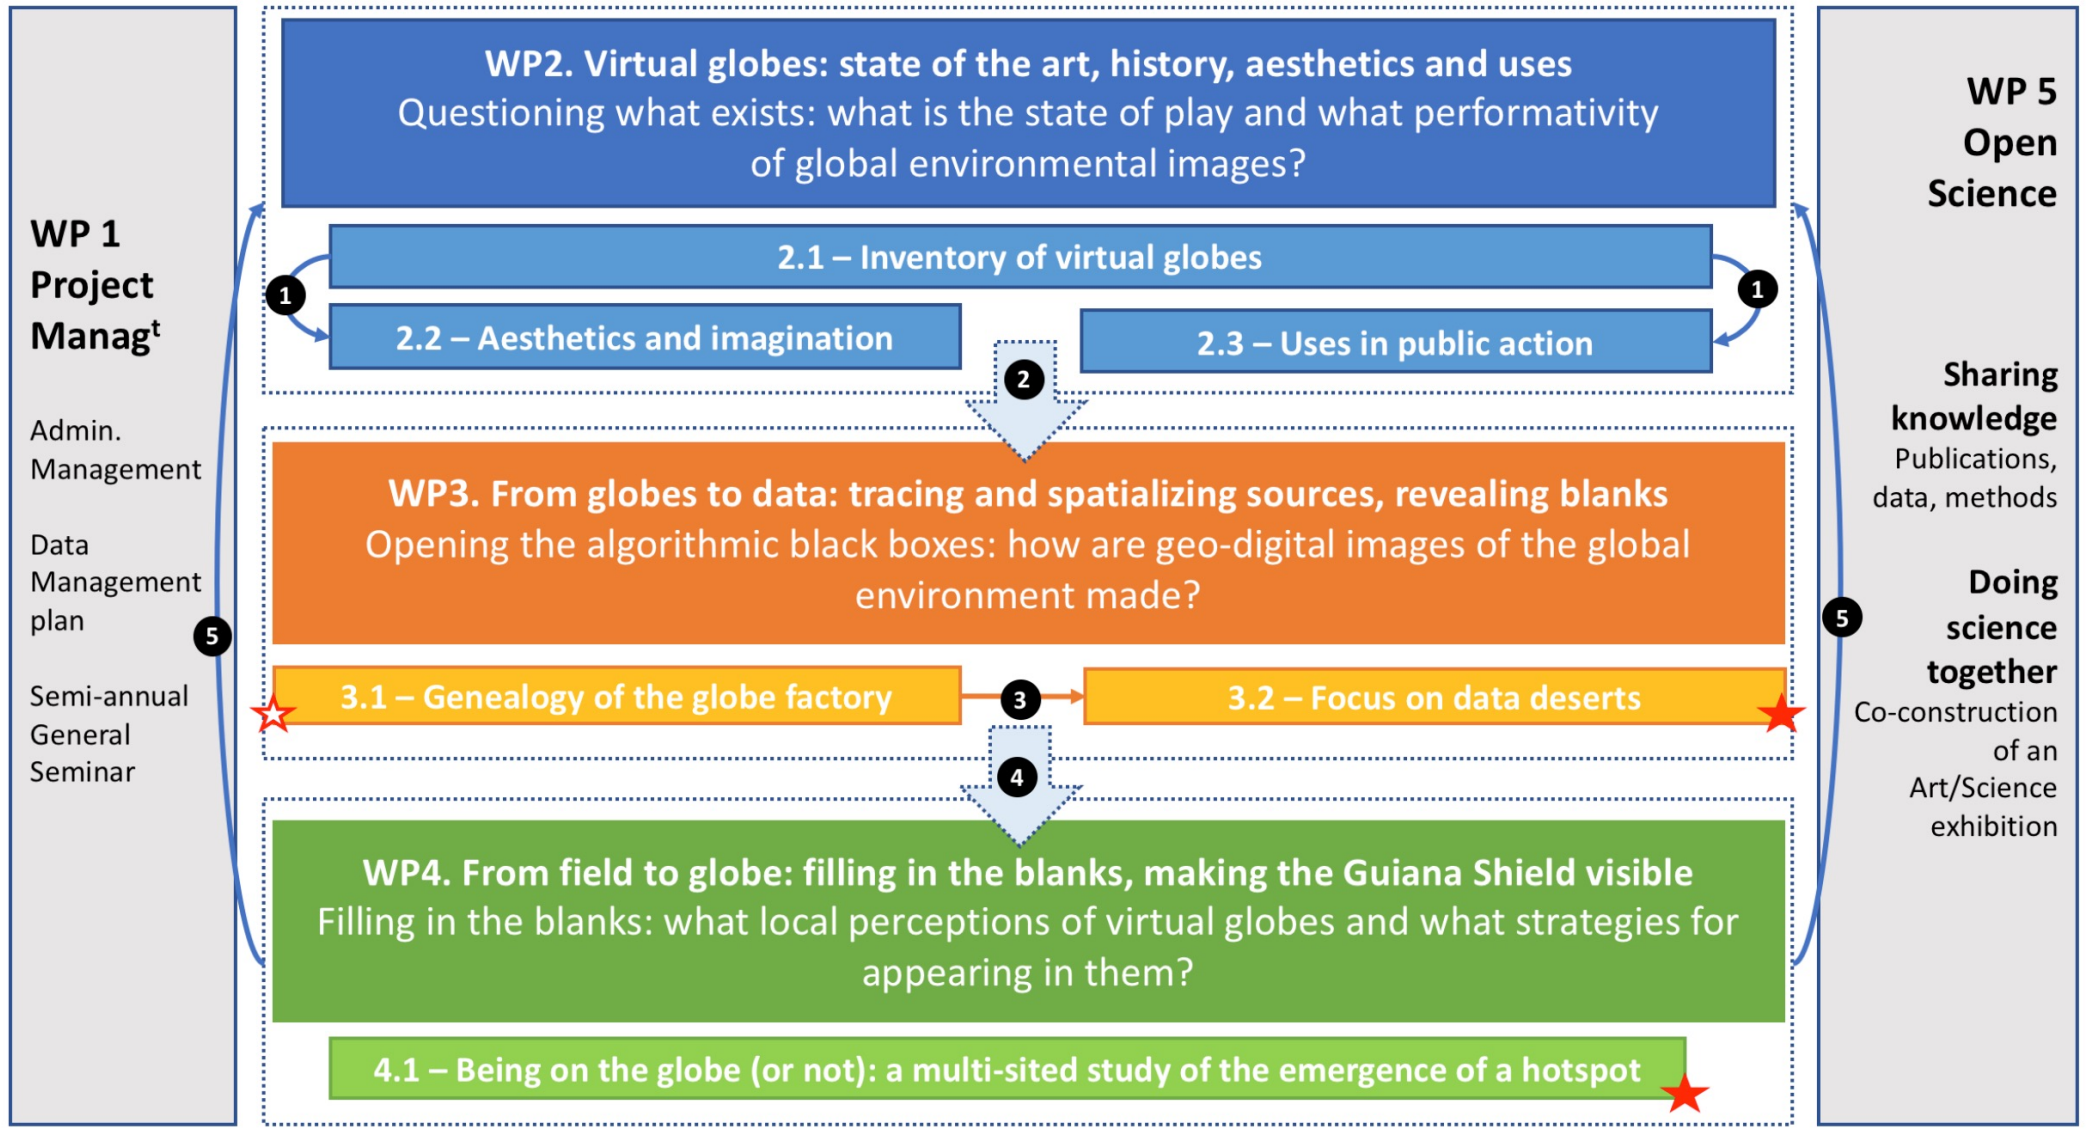 WP 1
Project
Managt
Admin.
Management
Data
Management
plan
Semi-annual
General
Seminar
5
WP2. Virtual globes: state of the art, history, aesthetics and uses
Questioning what exists: what is the state of play and what performativity
of global environmental images?
2.1 – Inventory of virtual globes
1
1
2.2 – Aesthetics and imagination
2.3 – Uses in public action
2
WP3. From globes to data: tracing and spatializing sources, revealing blanks
Opening the algorithmic black boxes: how are geo-digital images of the global
environment made?
3.1 – Genealogy of the globe factory
3
3.2 – Focus on data deserts
4
WP4. From field to globe: filling in the blanks, making the Guiana Shield visible
Filling in the blanks: what local perceptions of virtual globes and what strategies for
appearing in them?
4.1 – Being on the globe (or not): a multi-sited study of the emergence of a hotspot
WP 5
Open
Science
Sharing
knowledge
Publications,
data, methods
Doing
science
together
Co-construction
of an
Art/Science
exhibition
5